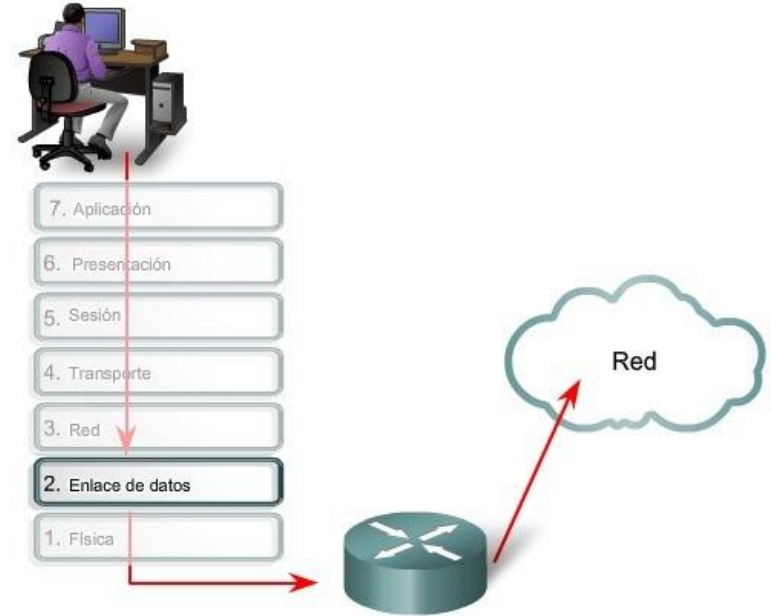 7. Aplicación
6. Presentación
5. Sesión
4. Transporte
3. Red
2. Enlace de datos
1. Física
Red